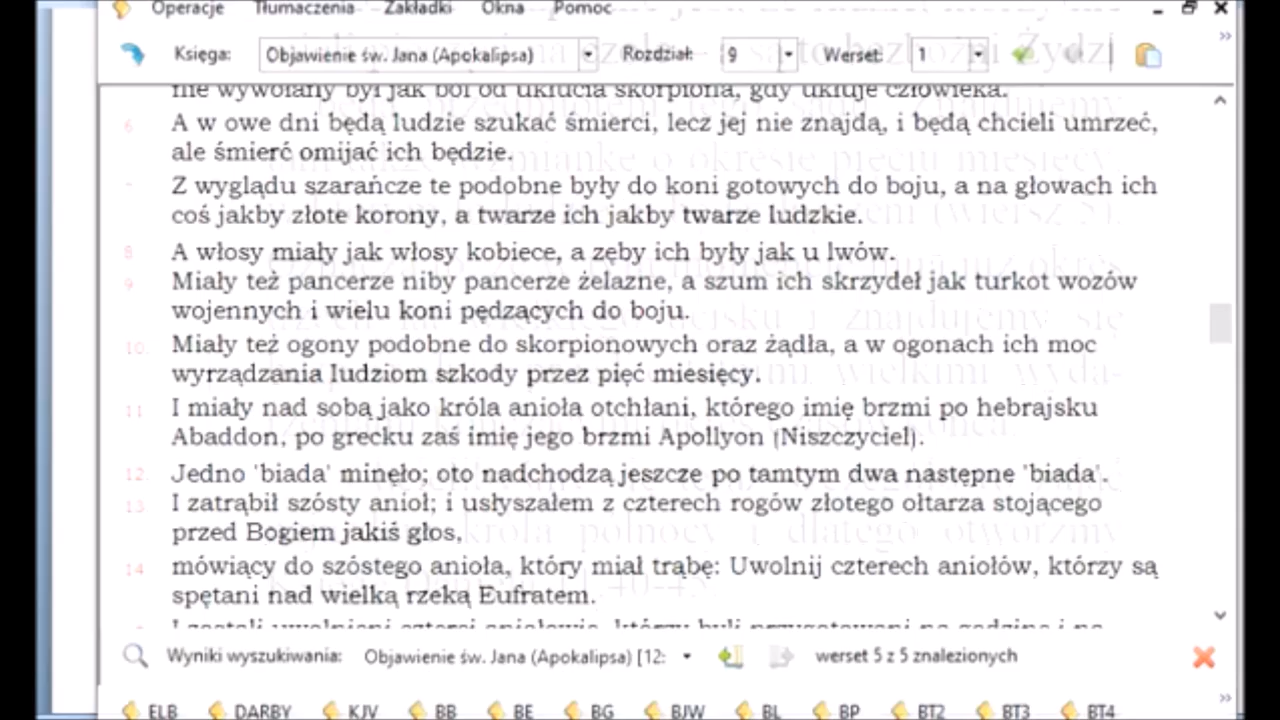 Operacje Tłumaczenia Zakładki Okna Pomoc
Księga: Objawienie św. Jana (Apokalipsa) Rozdział: 9 Werset: 1
nie wywołany był jak ból od ukłucia skorpiona, gdy ukłuje człowieka.
6. A w owe dni będą ludzie szukać śmierci, lecz jej nie znajdą, i będą chcieli umrzeć,
ale śmierć omijać ich będzie.
Z wyglądu szarańcze te podobne były do koni gotowych do boju, a na głowach ich
coś jakby złote korony, a twarze ich jakby twarze ludzkie.
8. A włosy miały jak włosy kobiece, a zęby ich były jak u lwów.
9. Miały też pancerze niby pancerze żelazne, a szum ich skrzydeł jak turkot wozów
wojennych i wielu koni pędzących do boju.
10. Miały też ogony podobne do skorpionowych oraz żądła, a w ogonach ich moc
wyrządzania ludziom szkody przez pięć miesięcy.
11 I miały nad sobą jako króla anioła otchłani, którego imię brzmi po hebrajsku
Abaddon, po grecku zaś imię jego brzmi Apollyon (Niszczyciel).
12. Jedno 'biada' minęło; oto nadchodzą jeszcze po tamtym dwa następne 'biada'.
13. I zatrąbił szósty anioł; i usłyszałem z czterech rogów złotego ołtarza stojącego
przed Bogiem jakiś głos,
14 mówiący do szóstego anioła, który miał trąbę: Uwolnij czterech aniołów, którzy są
spętani nad wielką rzeką Eufratem.
I zostali uwolnieni czterej aniołowie, którzy byli przygotowani na godzinę i na
Wyniki wyszukiwania: Objawienie św. Jana (Apokalipsa) [12: werset 5 z 5 znalezionych
ELB DARBY KJV BB BE BG BJW BL BP BT2 BT3 BT4